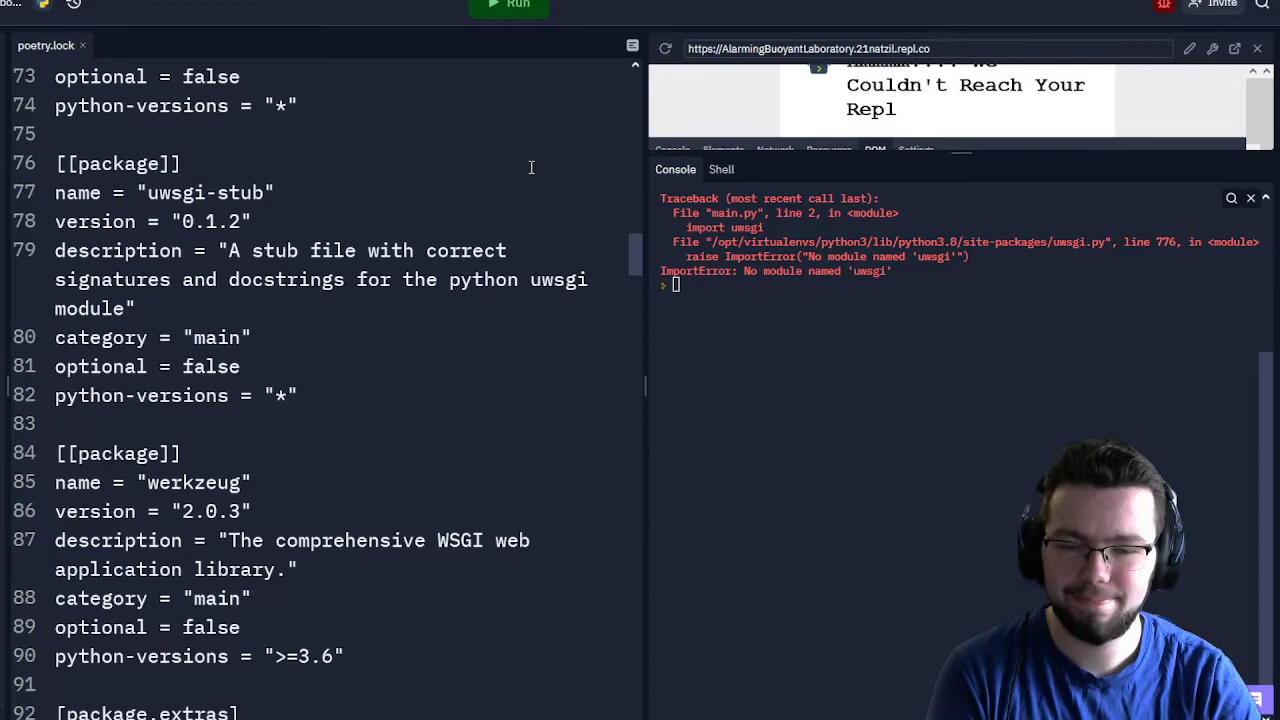 Run
Invite
poetry.lock
https://AlarmingBuoyantLaboratory.21natzil.repl.co
73 optional = false
74 python-versions = "*"
75
76 [[package]]
77 name = "uwsgi-stub"
78 version = "0.1.2"
79 description = "A stub file with correct
signatures and docstrings for the python uwsgi
module"
80 category = "main"
81 optional = false
82 python-versions = "*"
83
84 [[package]]
85 name = "werkzeug"
86 version = "2.0.3"
87 description = "The comprehensive WSGI web
application library."
88 category = "main"
89 optional = false
90 python-versions = ">=3.6"
91
92 [package.extras]
Couldn't Reach Your
Repl
Console Elements Network Resources DOM Settings
Console Shell
Traceback (most recent call last):
File "main.py", line 2, in <module>
import uwsgi
File "/opt/virtualenvs/python3/lib/python3.8/site-packages/uwsgi.py", line 776, in <module>
raise ImportError("No module named 'uwsgi'")
ImportError: No module named 'uwsgi'